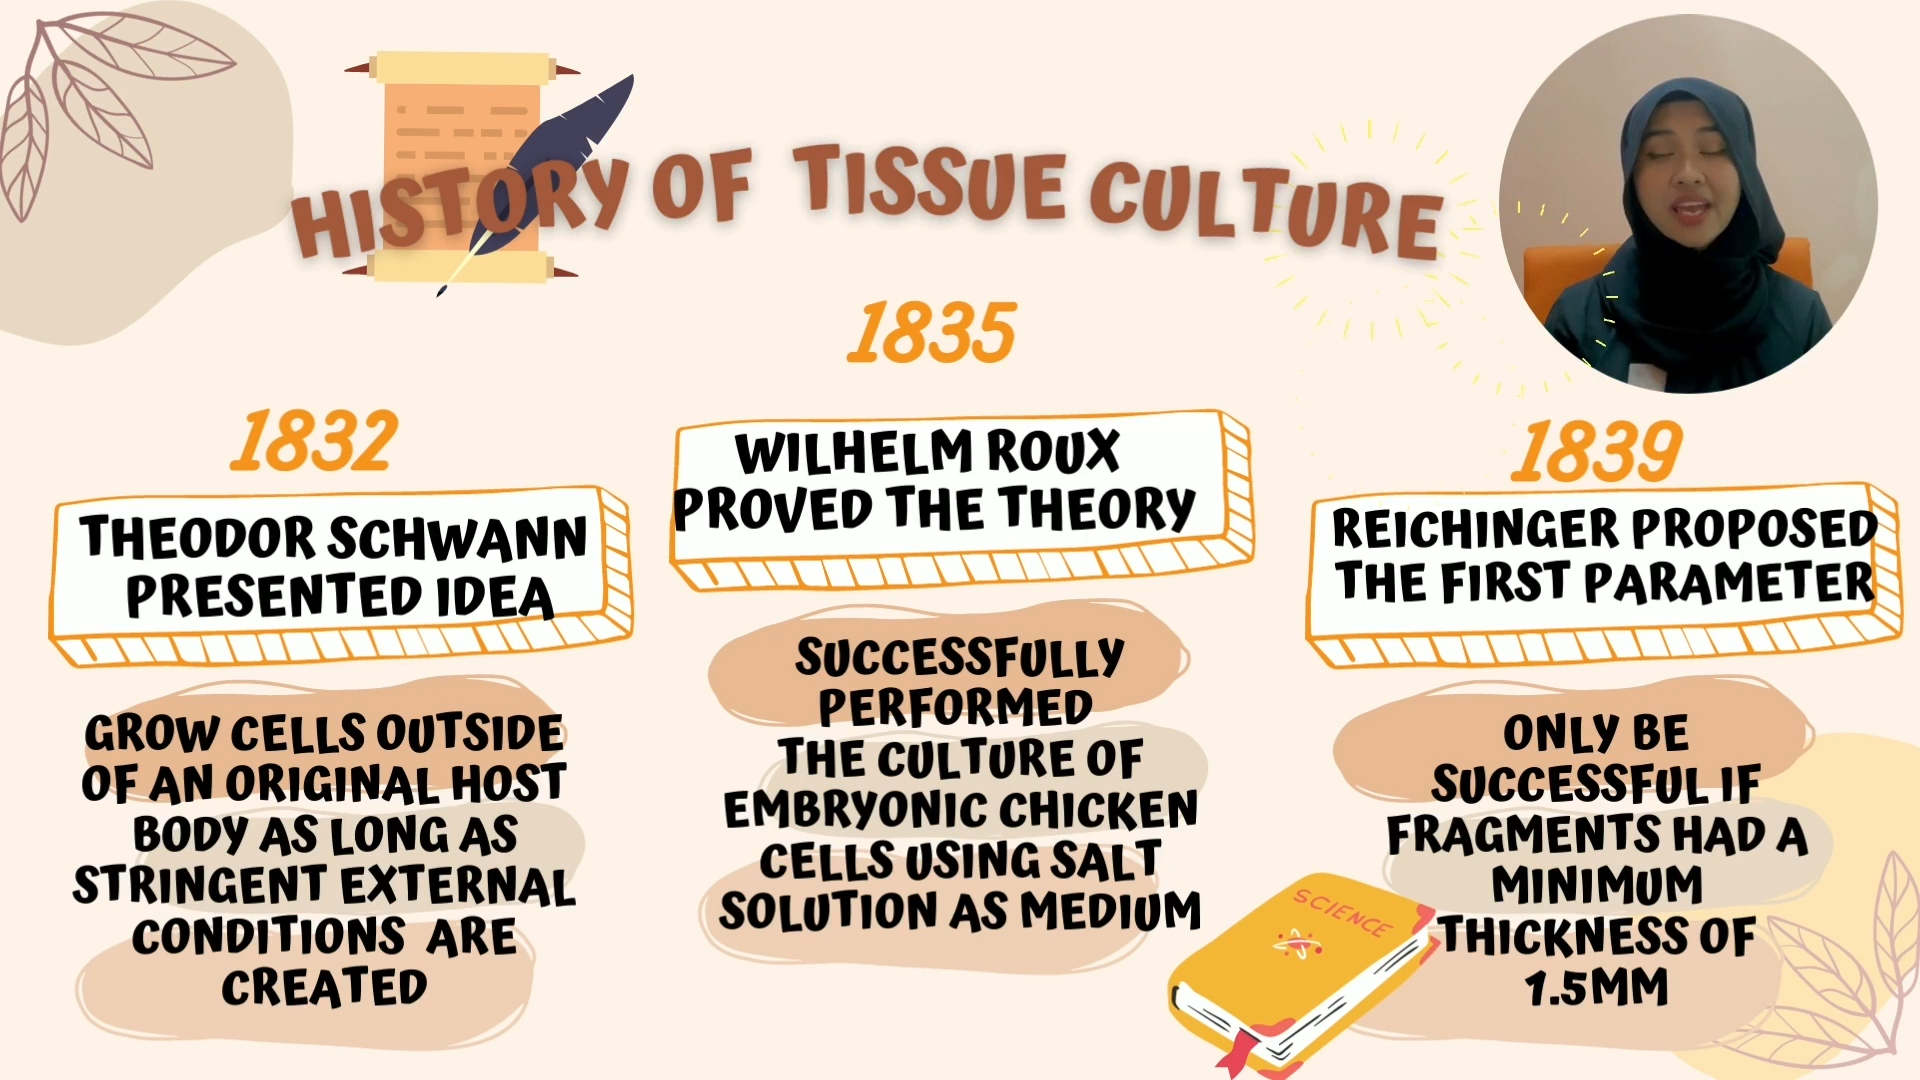 HISTORY OF TISSUE CULTURE
1832
THEODOR SCHWANN
PRESENTED IDEA
GROW CELLS OUTSIDE
OF AN ORIGINAL HOST
BODY AS LONG AS
STRINGENT EXTERNAL
CONDITIONS ARE
CREATED
1835
WILHELM ROUX
PROVED THE THEORY
SUCCESSFULLY
PERFORMED
THE CULTURE OF
EMBRYONIC CHICKEN
CELLS USING SALT
SOLUTION AS MEDIUM
1839
REICHINGER PROPOSED
THE FIRST PARAMETER
ONLY BE
SUCCESSFUL IF
FRAGMENTS HAD A
MINIMUM
THICKNESS OF
1.5MM
SCIENCE